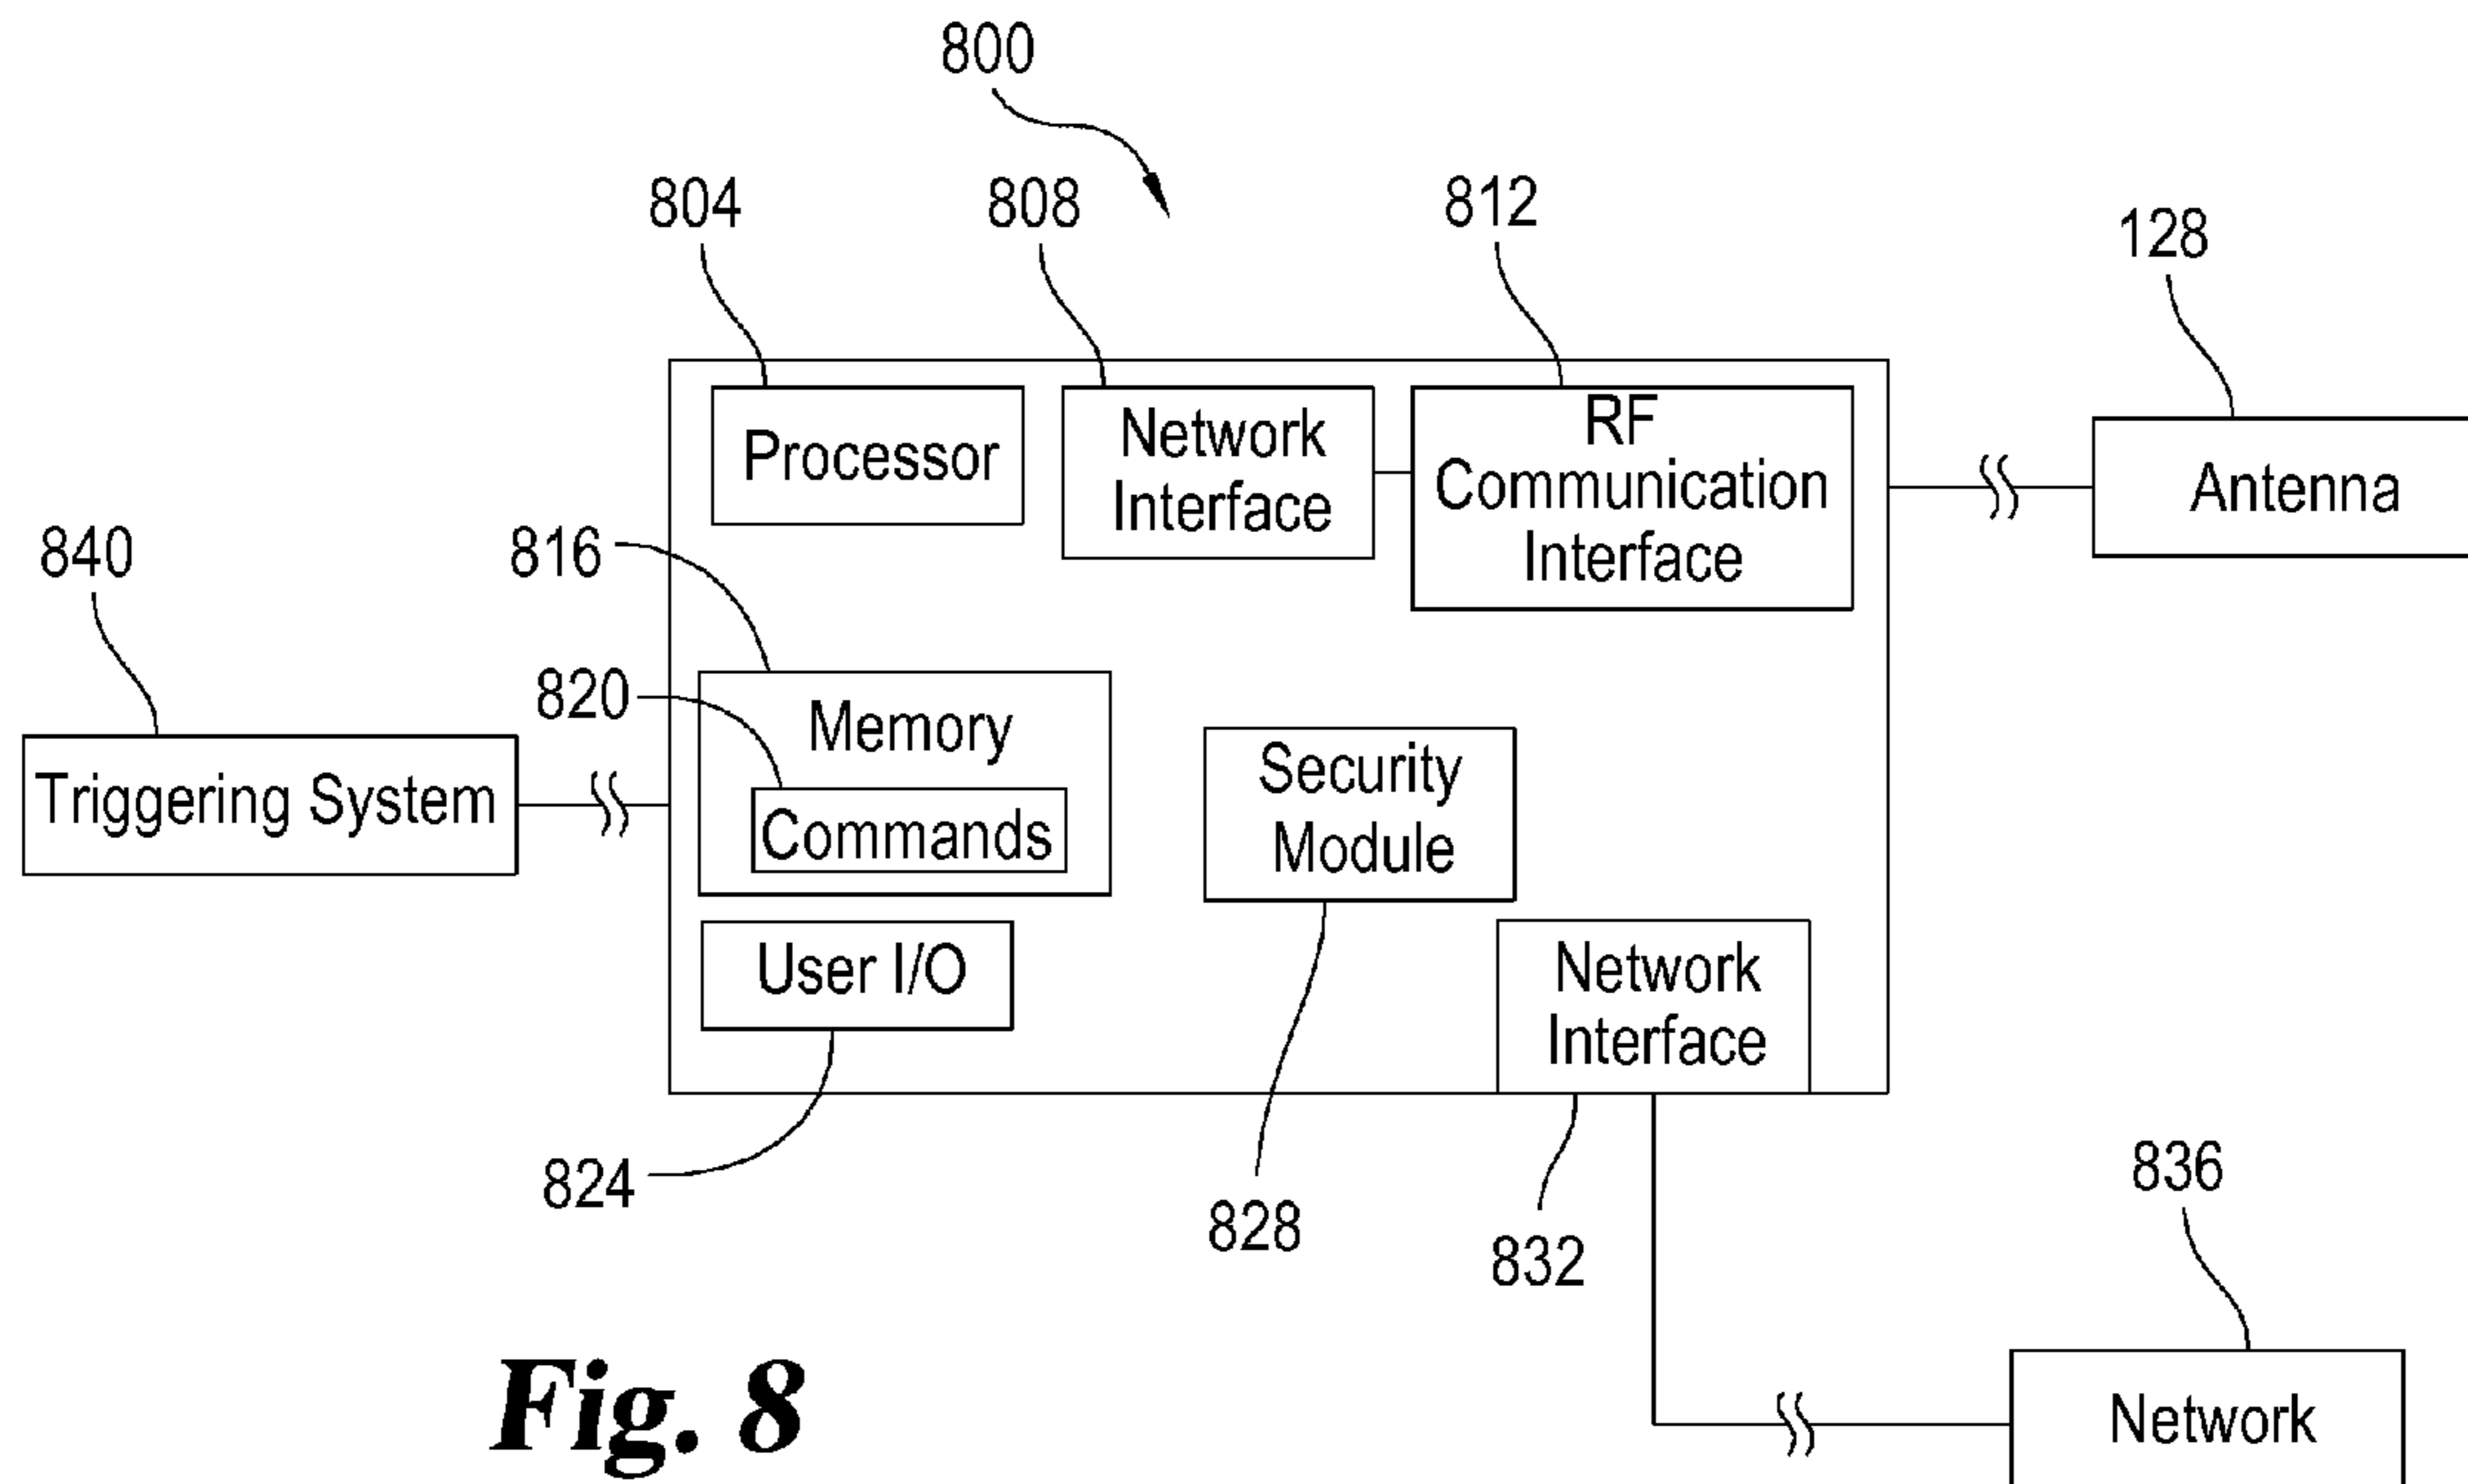 800
804
808
812
128
Processor
Network
Interface
RF
Communication
Interface
Antenna
840
816
820
Memory
Commands
Triggering System
Security
Module
User I/O
Network
Interface
824
828
832
836
Network
Fig. 8